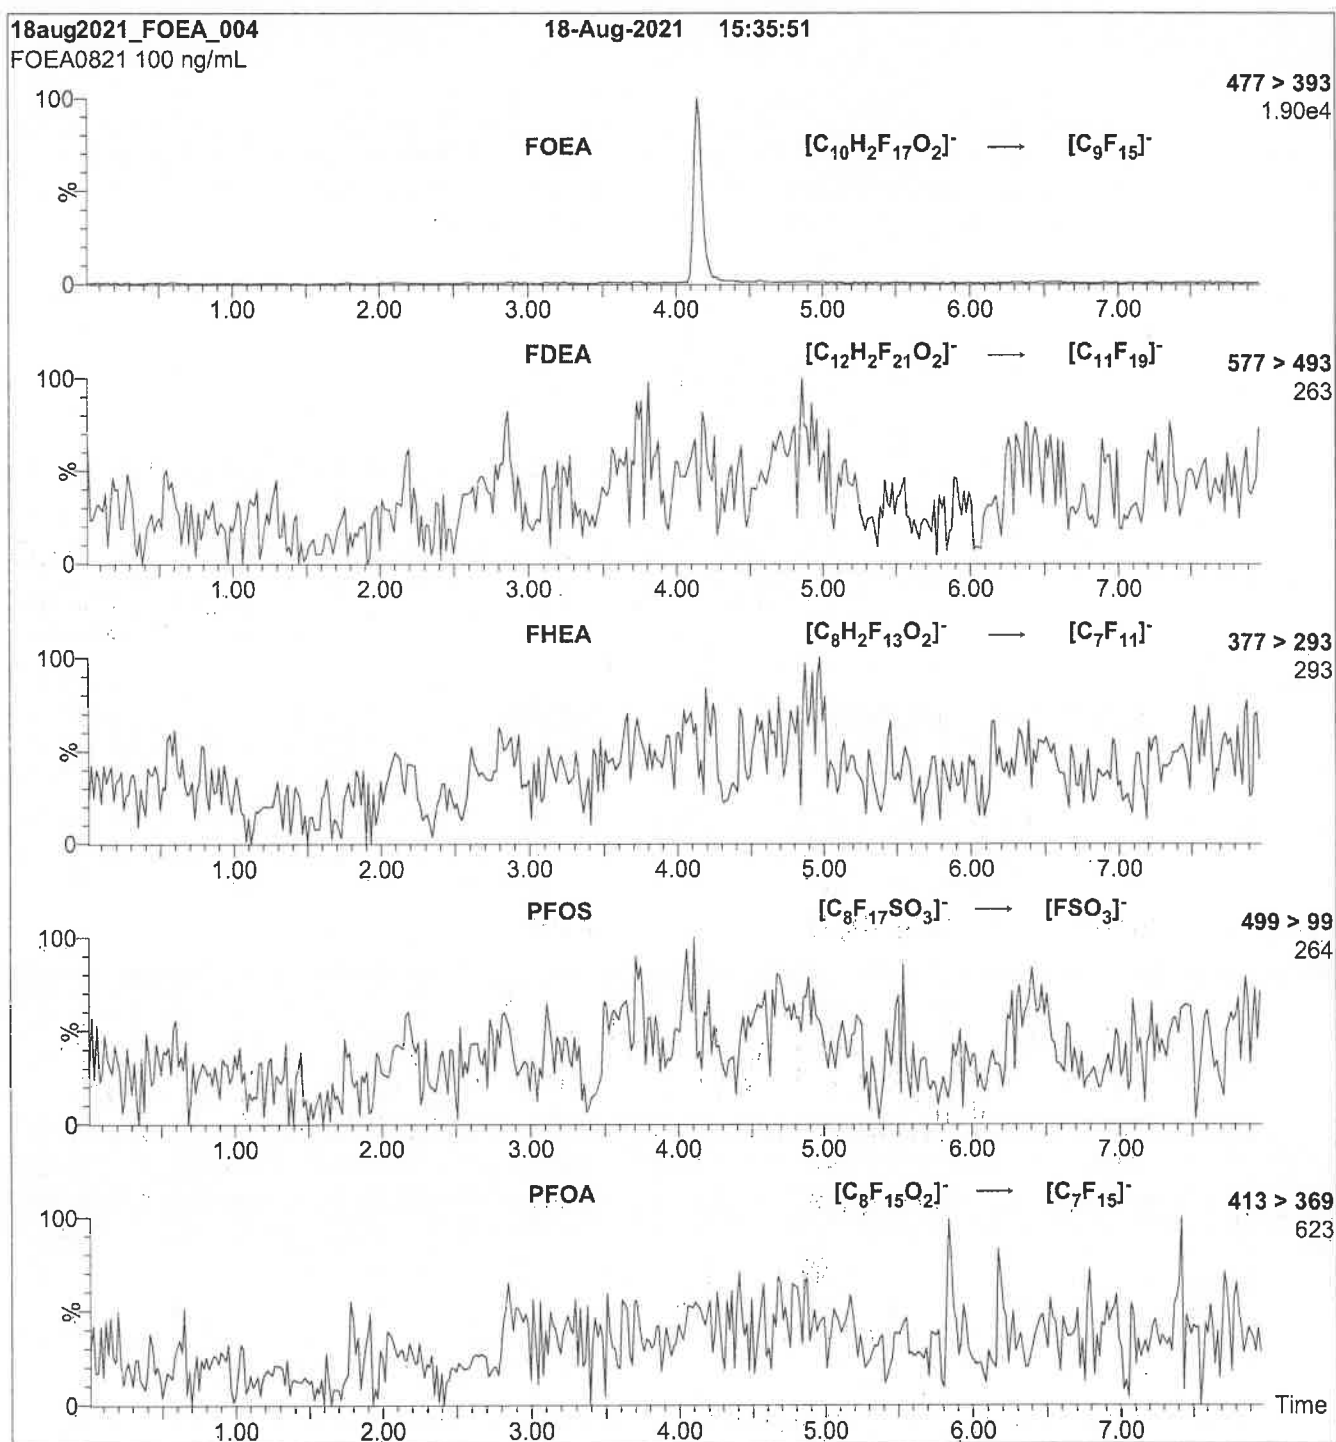 18aug2021_FOEA_004 18-Aug-2021 15:35:51
FOEA0821 100 ng/mL
477 > 393
1.90e4
FOEA [C10H2F17O2]- → [C9F15]-
100
%
0
1.00 2.00 3.00 4.00 5.00 6.00 7.00
FDEA [C12H2F21O2]- → [C11F19]-
577 > 493
263
100
%
0
1.00 2.00 3.00 4.00 5.00 6.00 7.00
FHEA [C8H2F13O2]- → [C7F11]-
377 > 293
293
100
%
0
1.00 2.00 3.00 4.00 5.00 6.00 7.00
PFOS [C8F17SO3]- → [FSO3]-
499 > 99
264
100
%
0
1.00 2.00 3.00 4.00 5.00 6.00 7.00
PFOA [C8F15O2]- → [C7F15]-
413 > 369
623
100
%
0
Time
1.00 2.00 3.00 4.00 5.00 6.00 7.00